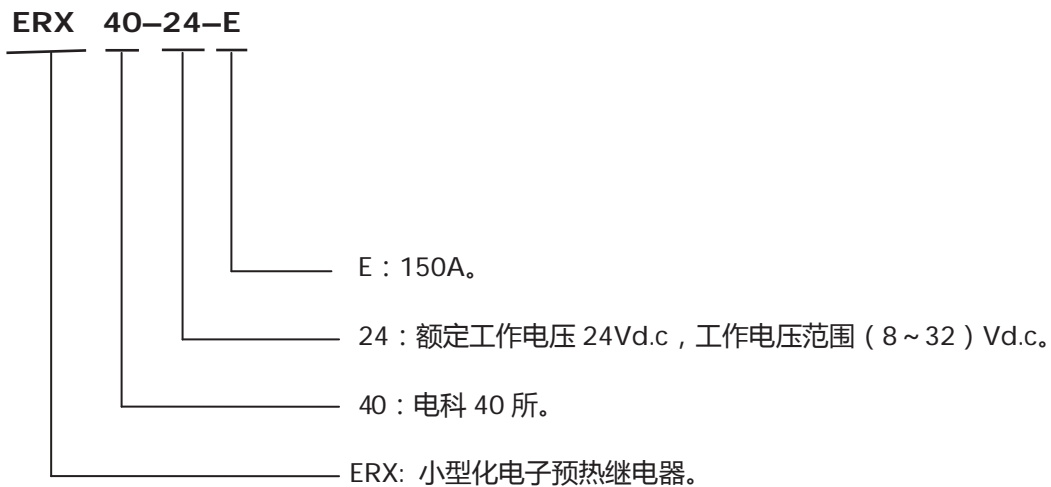 ERX 40–24–E
E：150A。
24：额定工作电压 24Vd.c，工作电压范围（8~32）Vd.c。
40：电科 40 所。
ERX: 小型化电子预热继电器。